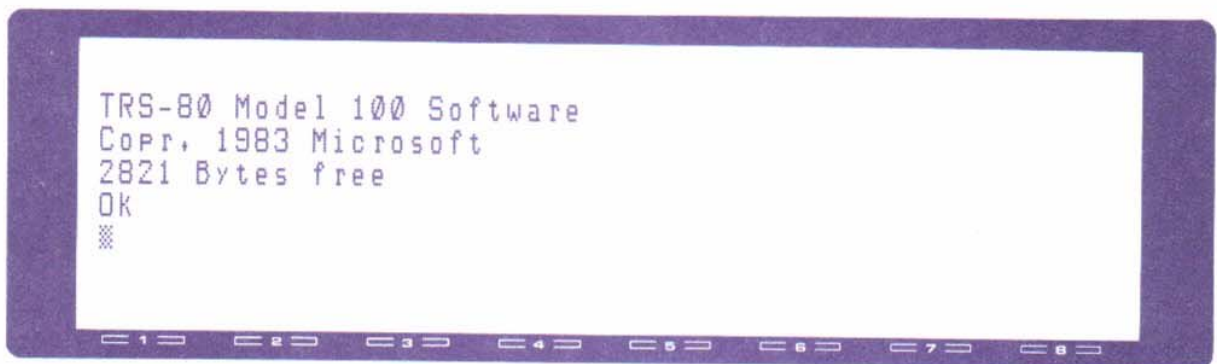 TRS-80 Model 100 Software
Copr. 1983 Microsoft
2821 Bytes free
OK
1 2 3 4 5 6 7 8